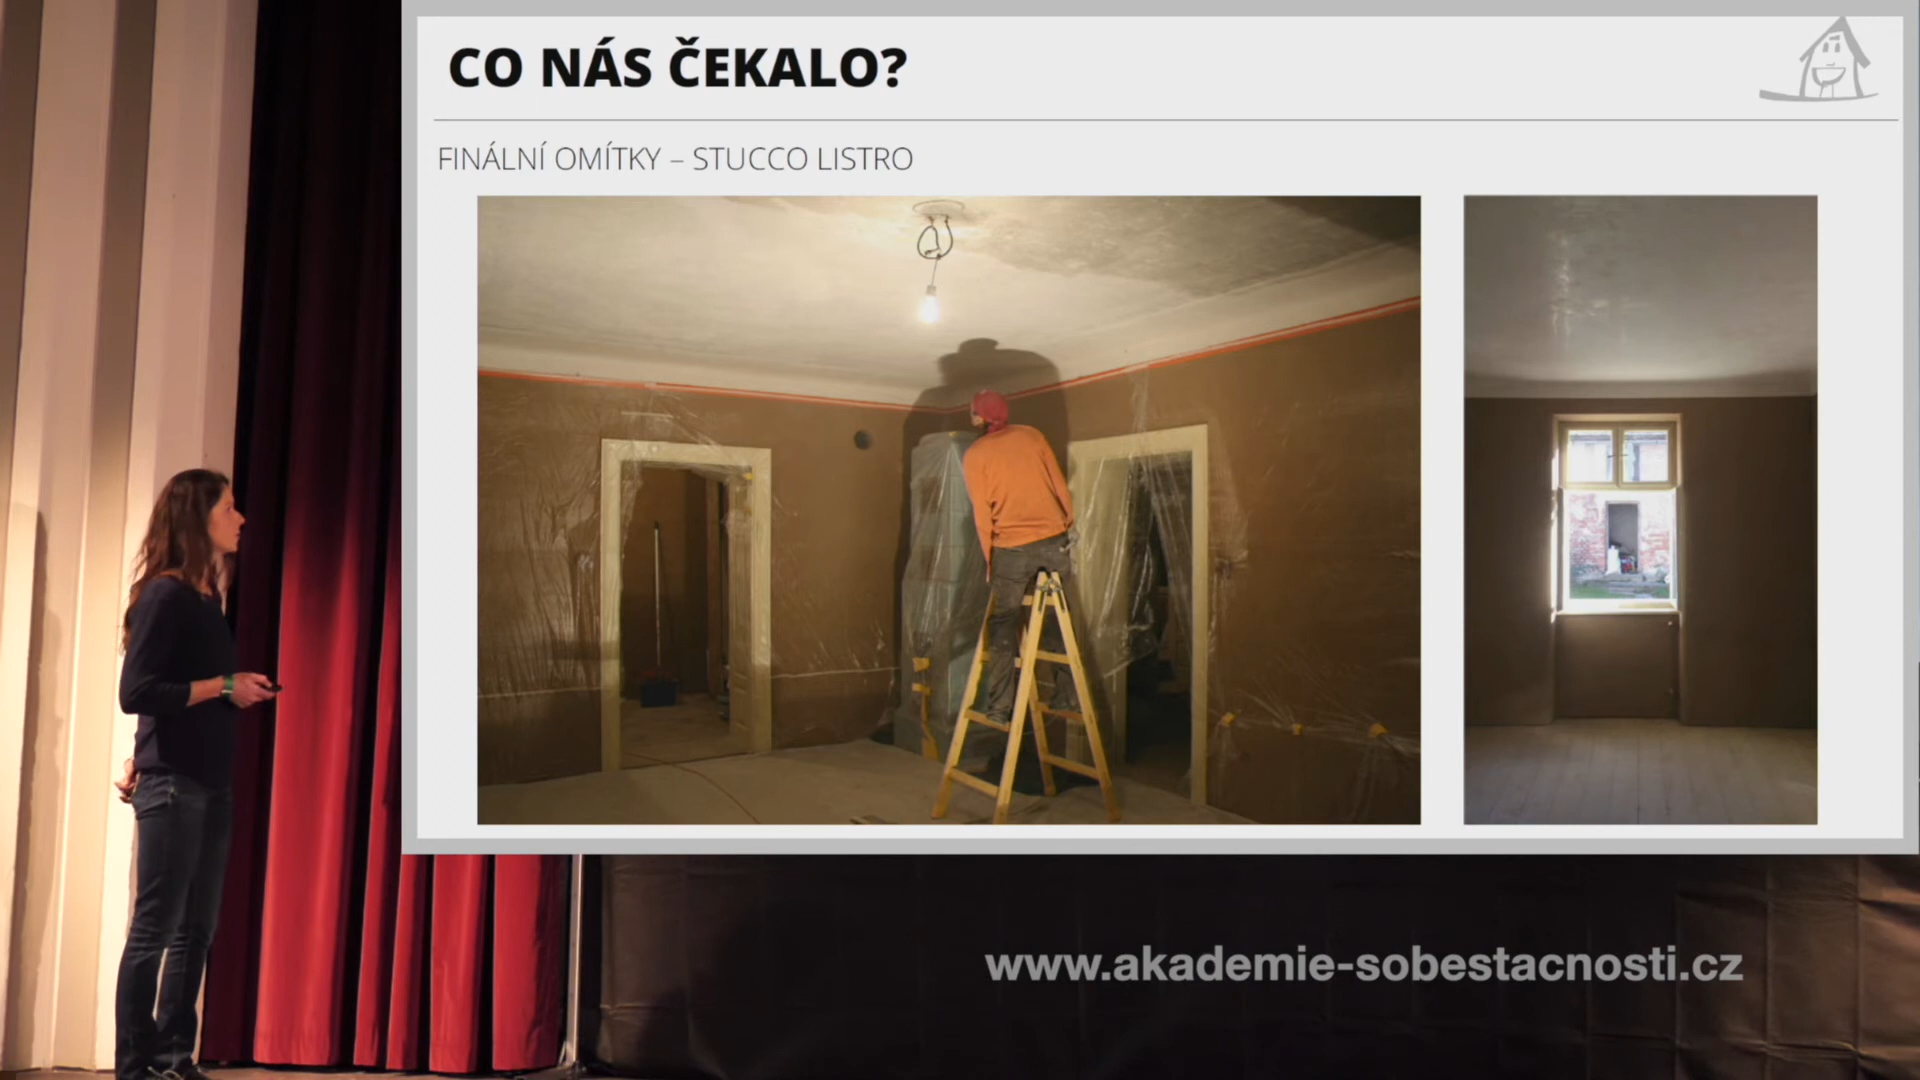 CO NÁS ČEKALO?
FINÁLNÍ OMÍTKY – STUCCO LISTRO
www.akademie-sobestacnosti.cz